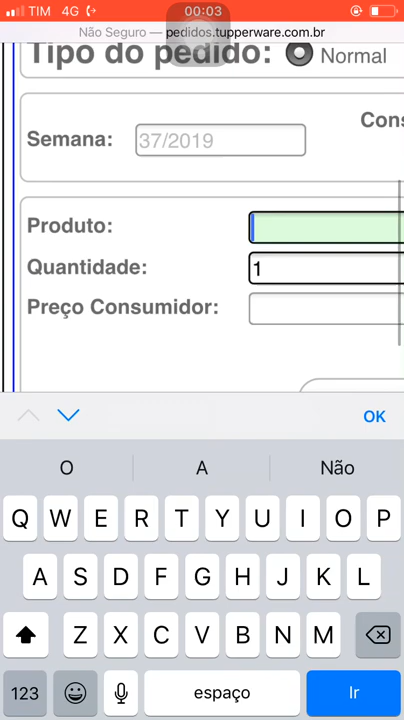 TIM 4G 00:03
Não Seguro — pedidos.tupperware.com.br
Tipo do pedido: Normal
Cons
Semana: 37/2019
Produto:
Quantidade: 1
Preço Consumidor:
OK
O A Não
Q W E R T Y U I O P
A S D F G H J K L
Z X C V B N M
123 espaço Ir